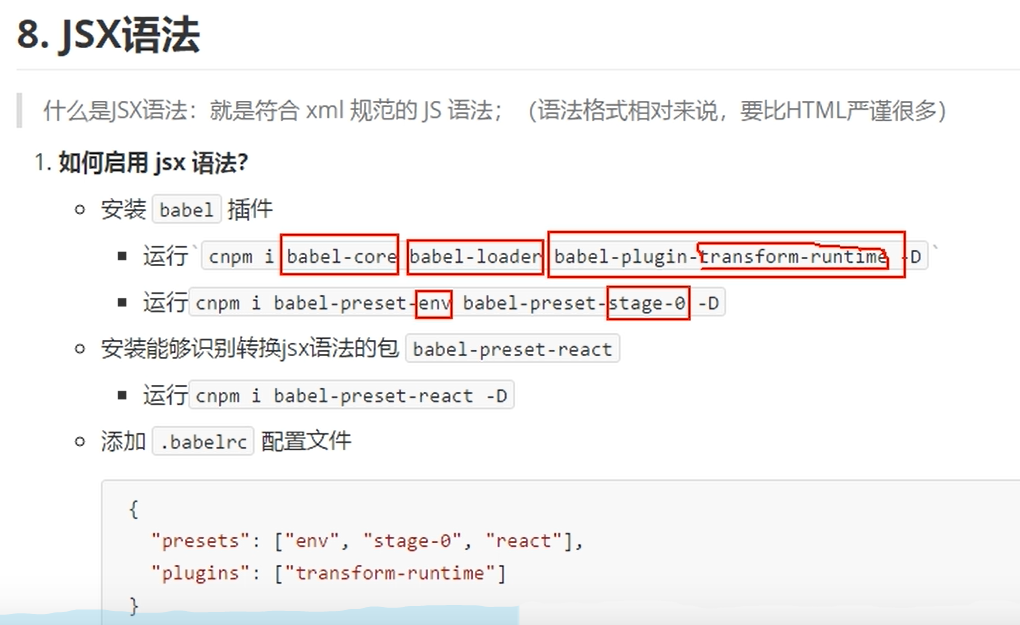 8. JSX语法
什么是JSX语法：就是符合 xml 规范的 JS 语法；（语法格式相对来说，要比HTML严谨很多）
1. 如何启用 jsx 语法?
安装 babel 插件
运行`cnpm i babel-core babel-loader babel-plugin-transform-runtime -D`
运行cnpm i babel-preset-env babel-preset-stage-0 -D
安装能够识别转换jsx语法的包 babel-preset-react
运行cnpm i babel-preset-react -D
添加 .babelrc 配置文件
{
"presets": ["env", "stage-0", "react"],
"plugins": ["transform-runtime"]
}